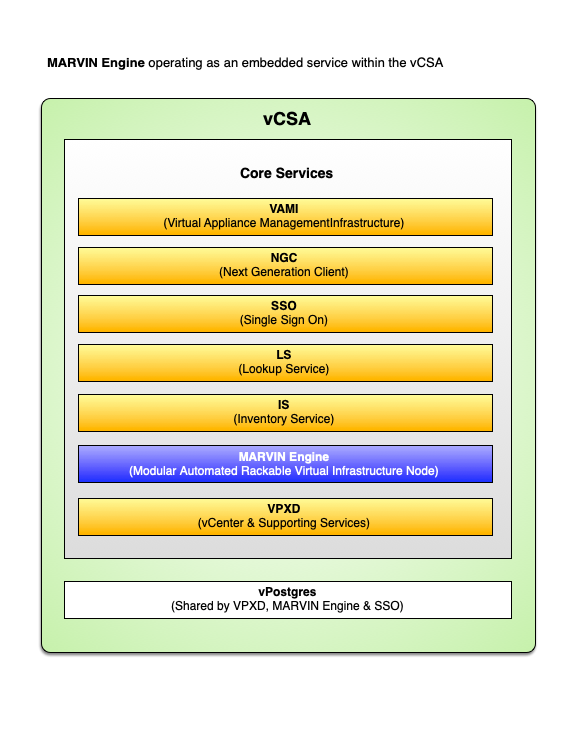 MARVIN Engine operating as an embedded service within the vCSA
vCSA
Core Services
VAMI
(Virtual Appliance ManagementInfrastructure)
NGC
(Next Generation Client)
SSO
(Single Sign On)
LS
(Lookup Service)
IS
(Inventory Service)
MARVIN Engine
(Modular Automated Rackable Virtual Infrastructure Node)
VPXD
(vCenter & Supporting Services)
vPostgres
(Shared by VPXD, MARVIN Engine & SSO)